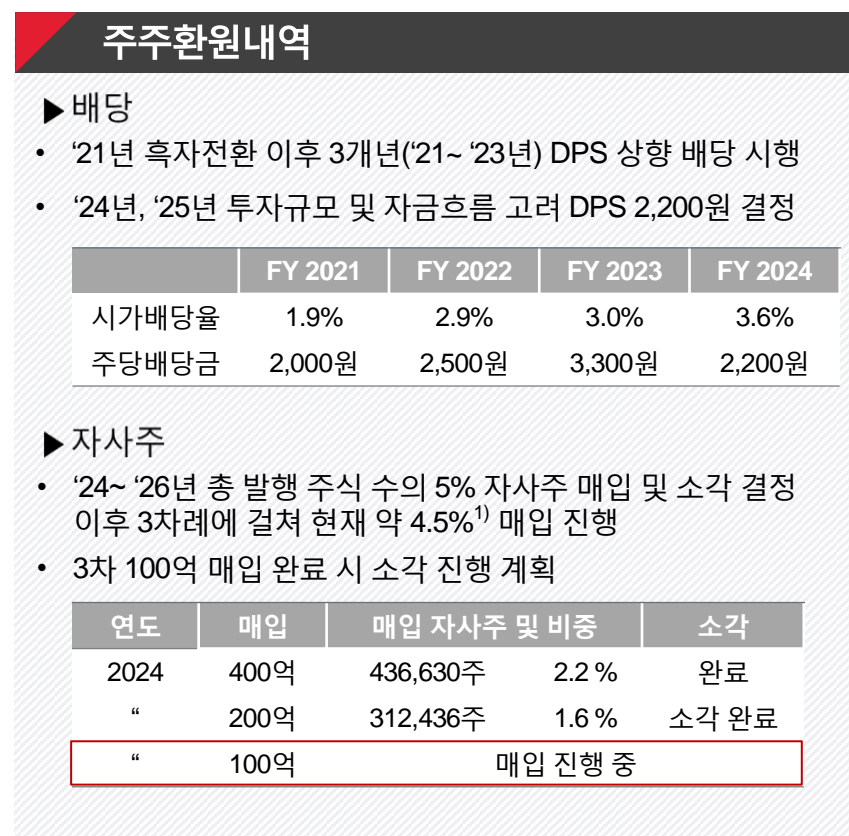 주주환원내역
▶배당
• ‘21년 흑자전환 이후 3개년(‘21~ ‘23년) DPS 상향 배당 시행
• ‘24년, ‘25년 투자규모 및 자금흐름 고려 DPS 2,200원 결정
FY 2021 FY 2022 FY 2023 FY 2024
시가배당율 1.9% 2.9% 3.0% 3.6%
주당배당금 2,000원 2,500원 3,300원 2,200원
▶자사주
• ‘24~ ‘26년 총 발행 주식 수의 5% 자사주 매입 및 소각 결정
이후 3차례에 걸쳐 현재 약 4.5%1) 매입 진행
• 3차 100억 매입 완료 시 소각 진행 계획
연도 매입 매입 자사주 및 비중 소각
2024 400억 436,630주 2.2 % 완료
“ 200억 312,436주 1.6 % 소각 완료
“ 100억 매입 진행 중